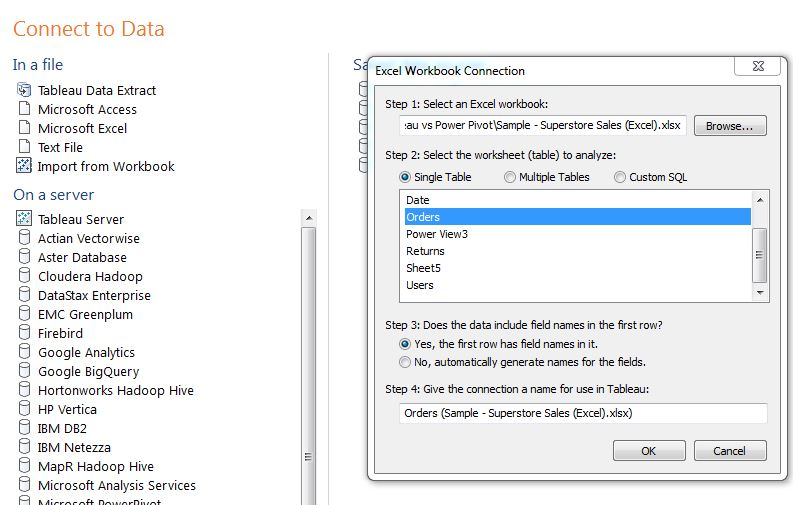 Connect to Data
In a file
Tableau Data Extract
Microsoft Access
Microsoft Excel
Text File
Import from Workbook
On a server
Tableau Server
Actian Vectorwise
Aster Database
Cloudera Hadoop
DataStax Enterprise
EMC Greenplum
Firebird
Google Analytics
Google BigQuery
Hortonworks Hadoop Hive
HP Vertica
IBM DB2
IBM Netezza
MapR Hadoop Hive
Microsoft Analysis Services
Microsoft PowerPivot
Excel Workbook Connection
Step 1: Select an Excel workbook:
eau vs Power Pivot\Sample - Superstore Sales (Excel).xlsx
Browse...
Step 2: Select the worksheet (table) to analyze:
Single Table Multiple Tables Custom SQL
Date
Orders
Power View3
Returns
Sheet5
Users
Step 3: Does the data include field names in the first row?
Yes, the first row has field names in it.
No, automatically generate names for the fields.
Step 4: Give the connection a name for use in Tableau:
Orders (Sample - Superstore Sales (Excel).xlsx)
OK Cancel